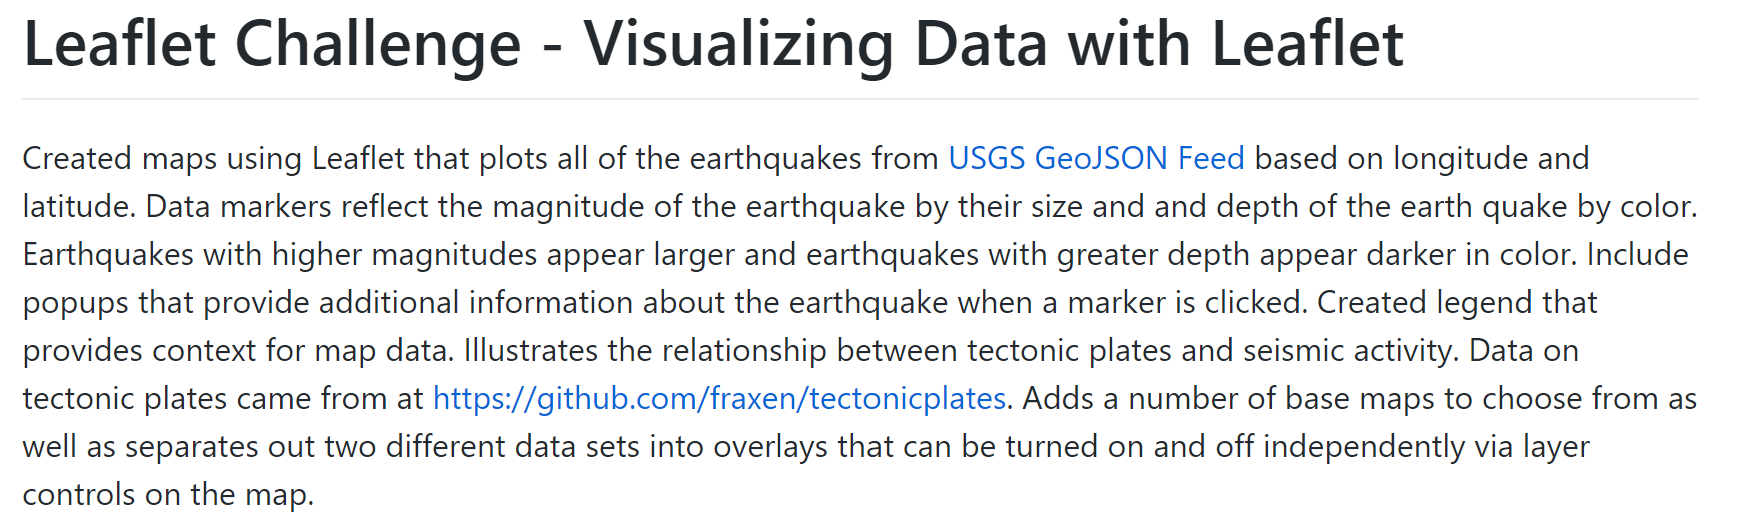 Leaflet Challenge - Visualizing Data with Leaflet
Created maps using Leaflet that plots all of the earthquakes from USGS GeoJSON Feed based on longitude and
latitude. Data markers reflect the magnitude of the earthquake by their size and and depth of the earth quake by color.
Earthquakes with higher magnitudes appear larger and earthquakes with greater depth appear darker in color. Include
popups that provide additional information about the earthquake when a marker is clicked. Created legend that
provides context for map data. Illustrates the relationship between tectonic plates and seismic activity. Data on
tectonic plates came from at https://github.com/fraxen/tectonicplates. Adds a number of base maps to choose from as
well as separates out two different data sets into overlays that can be turned on and off independently via layer
controls on the map.